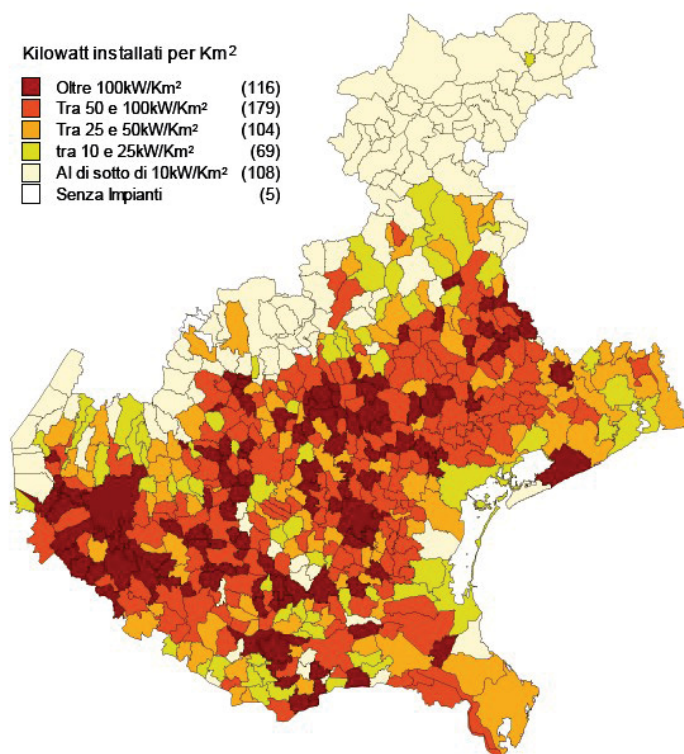 Kilowatt installati per Km²
Oltre 100kW/Km² (116)
Tra 50 e 100kW/Km² (179)
Tra 25 e 50kW/Km² (104)
tra 10 e 25kW/Km² (69)
Al di sotto di 10kW/Km² (108)
Senza Impianti (5)